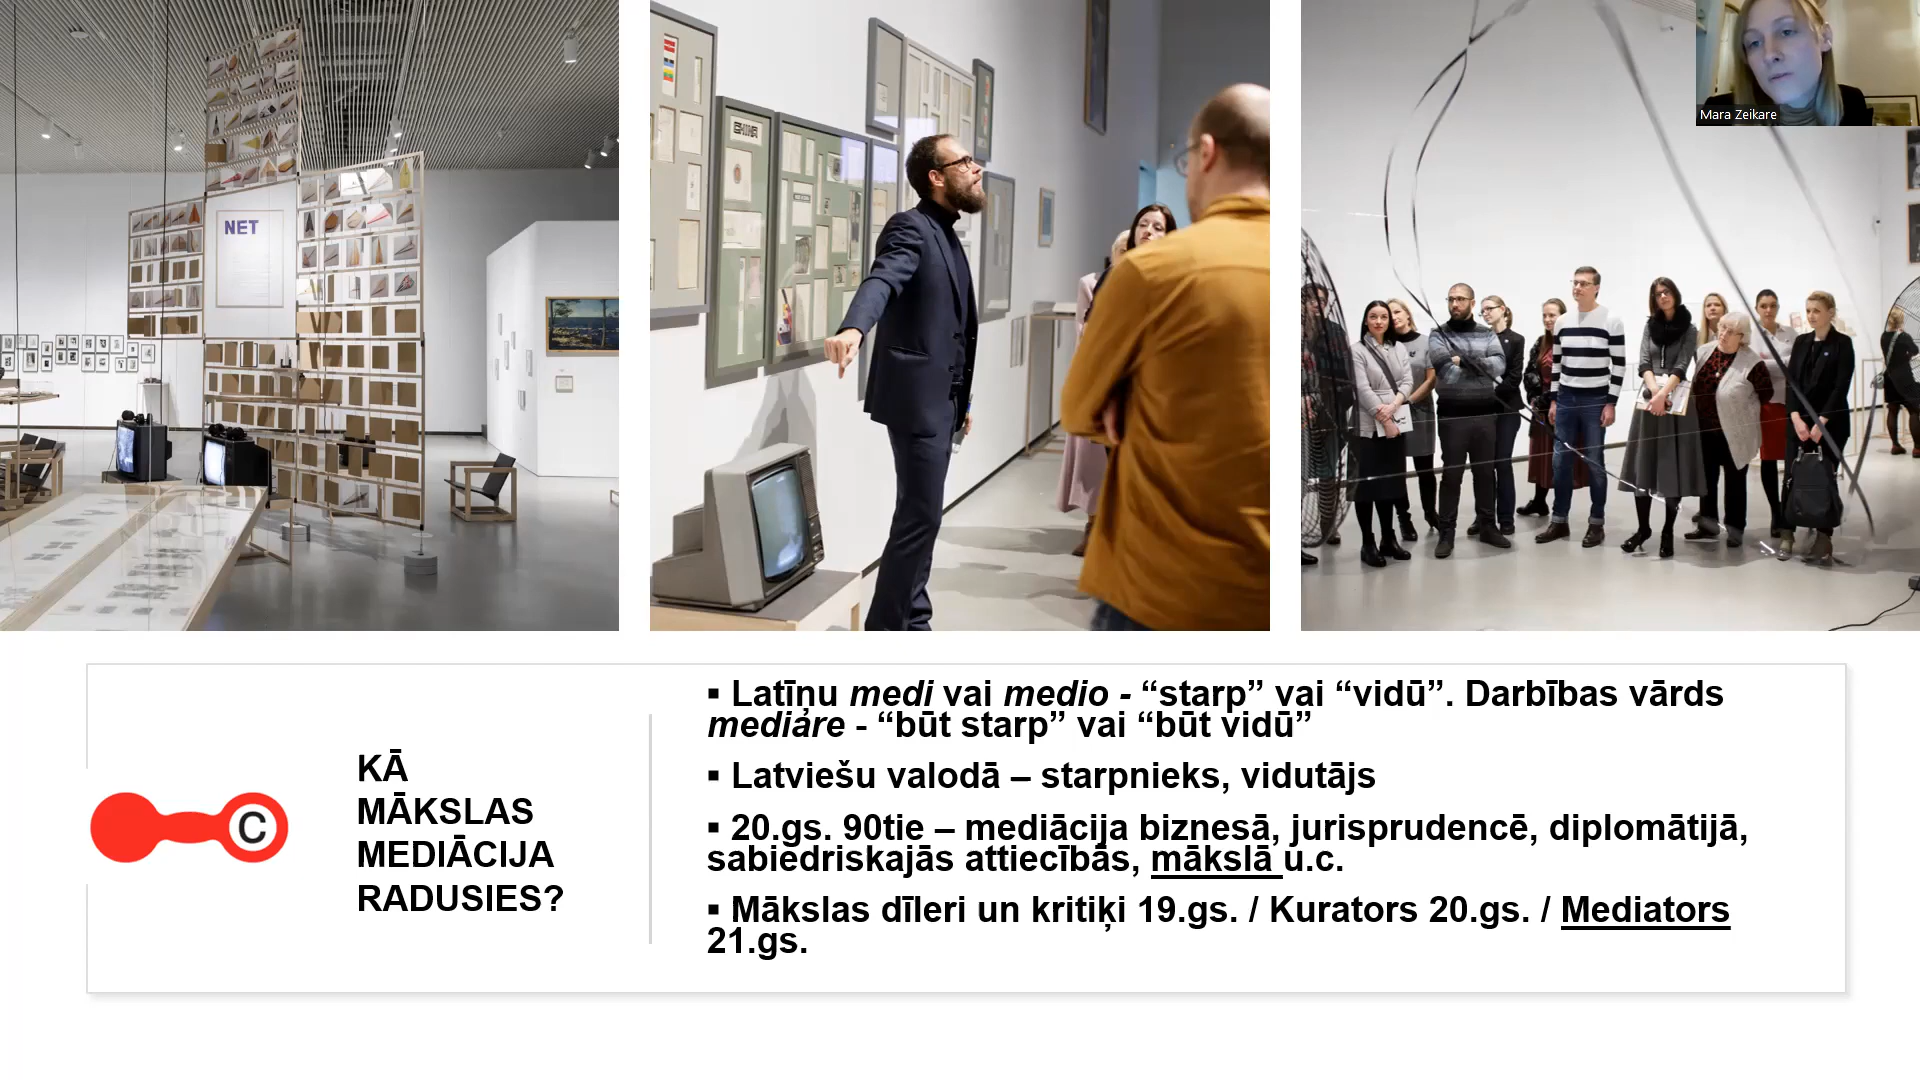 Mara Zeikare
NET
CHINA
C
KĀ
MĀKSLAS
MEDIĀCIJA
RADUSIES?
▪ Latīņu medi vai medio - “starp” vai “vidū”. Darbības vārds
mediāre - “būt starp” vai “būt vidū”
▪ Latviešu valodā – starpnieks, vidutājs
▪ 20.gs. 90tie – mediācija biznesā, jurisprudencē, diplomātijā,
sabiedriskajās attiecībās, mākslā u.c.
▪ Mākslas dīleri un kritiķi 19.gs. / Kurators 20.gs. / Mediators
21.gs.